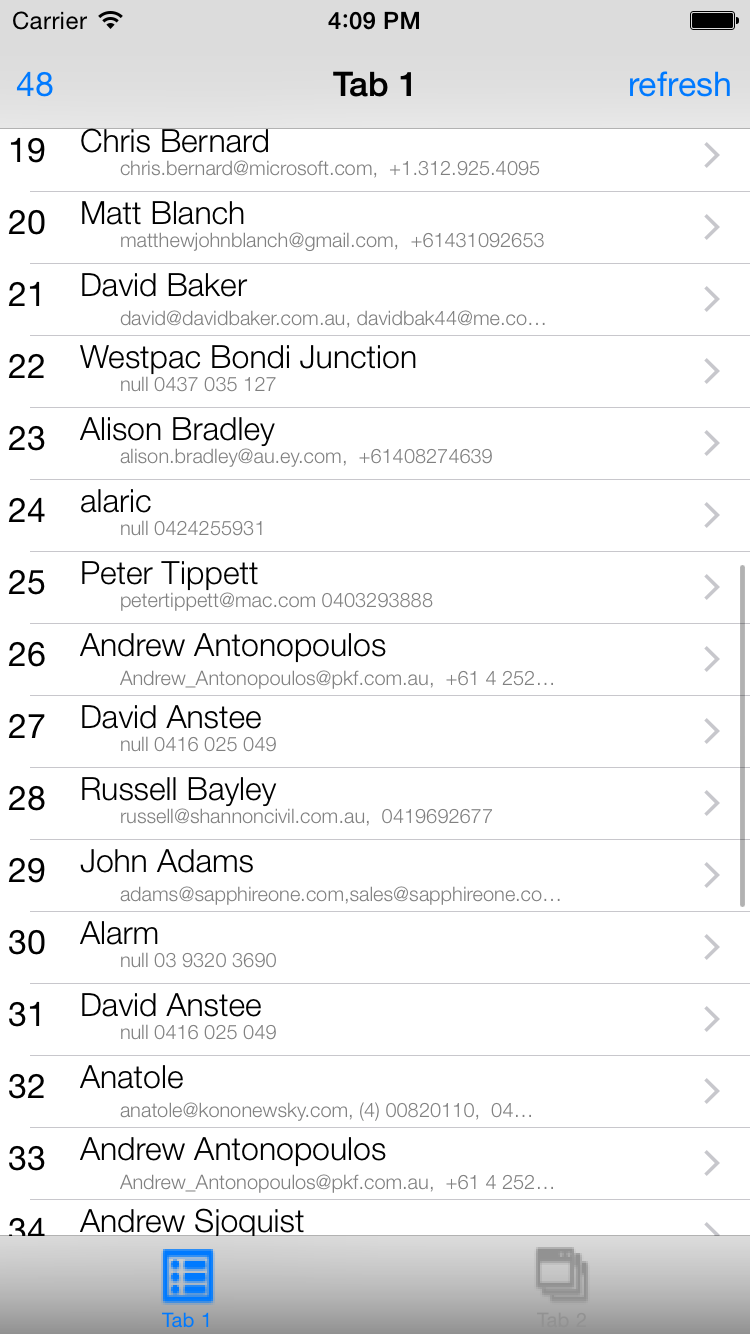 Carrier 4:09 PM
48 Tab 1 refresh
19 Chris Bernard
chris.bernard@microsoft.com, +1.312.925.4095
20 Matt Blanch
matthewjohnblanch@gmail.com, +61431092653
21 David Baker
david@davidbaker.com.au, davidbak44@me.co...
22 Westpac Bondi Junction
null 0437 035 127
23 Alison Bradley
alison.bradley@au.ey.com, +61408274639
24 alaric
null 0424255931
25 Peter Tippett
petertippett@mac.com 0403293888
26 Andrew Antonopoulos
Andrew_Antonopoulos@pkf.com.au, +61 4 252...
27 David Anstee
null 0416 025 049
28 Russell Bayley
russell@shannoncivil.com.au, 0419692677
29 John Adams
adams@sapphireone.com,sales@sapphireone.co...
30 Alarm
null 03 9320 3690
31 David Anstee
null 0416 025 049
32 Anatole
anatole@kononewsky.com, (4) 00820110, 04...
33 Andrew Antonopoulos
Andrew_Antonopoulos@pkf.com.au, +61 4 252...
34 Andrew Sjoquist
Tab 1 Tab 2